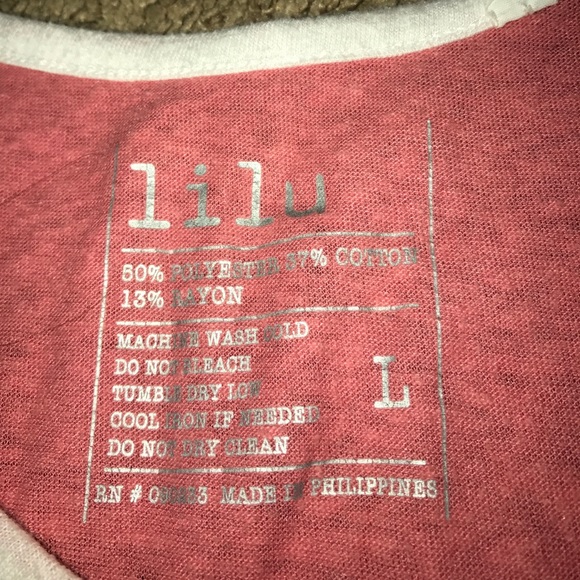 lilu
50% POLYESTER 37% COTTON
13% RAYON
MACHINE WASH COLD
DO NOT BLEACH
TUMBLE DRY LOW
COOL IRON IF NEEDED
DO NOT DRY CLEAN
L
RN # MADE IN PHILIPPINES